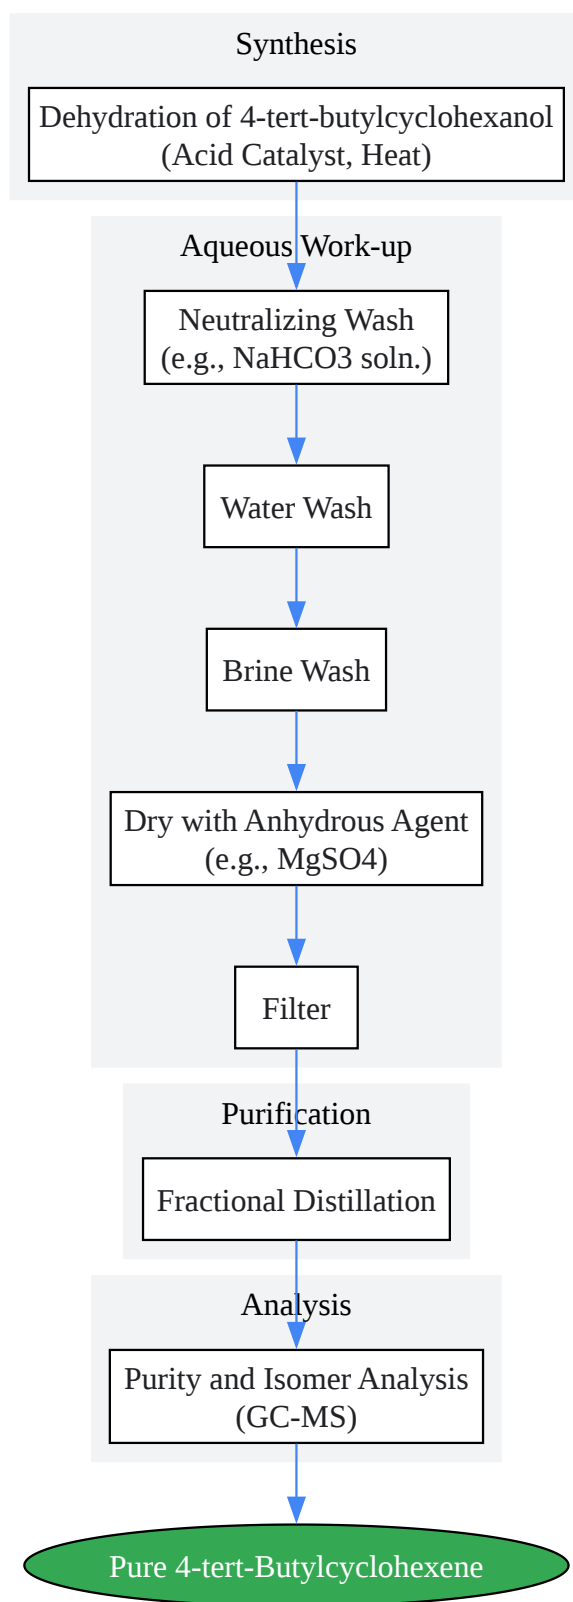 Synthesis
Dehydration of 4-tert-butylcyclohexanol
(Acid Catalyst, Heat)
Aqueous Work-up
Neutralizing Wash
(e.g., NaHCO3 soln.)
Water Wash
Brine Wash
Dry with Anhydrous Agent
(e.g., MgSO4)
Filter
Purification
Fractional Distillation
Analysis
Purity and Isomer Analysis
(GC-MS)
Pure 4-tert-Butylcyclohexene